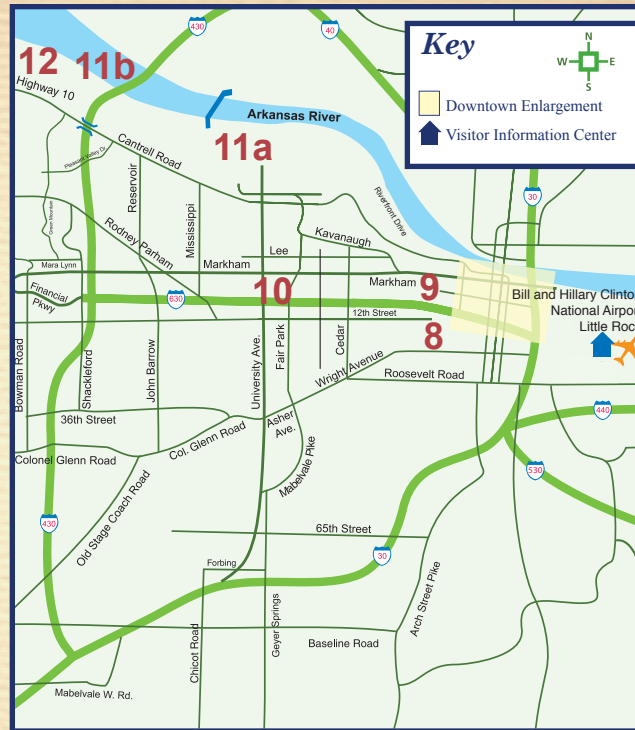 Key
N
W E
S
Downtown Enlargement
Visitor Information Center
430
40
12
11b
Highway 10
Arkansas River
Cantrell Road
11a
Pleasant Valley Dr.
Reservoir
Mississippi
Riverfront Drive
30
Green Mountain
Rodney Parham
Kavanaugh
Lee
Mara Lynn
Markham
Markham
Financial
Pkwy
630
10
9
12th Street
8
Bill and Hillary Clinto
National Airpor
Little Roc
Bowman Road
Shackleford
John Barrow
University Ave.
Fair Park
Cedar
Wright Avenue
Roosevelt Road
440
36th Street
Asher
Ave.
Col. Glenn Road
Colonel Glenn Road
Mabelvale Pike
530
Old Stage Coach Road
430
65th Street
30
Forbing
Arch Street Pike
Chicot Road
Geyer Springs
Baseline Road
Mabelvale W. Rd.